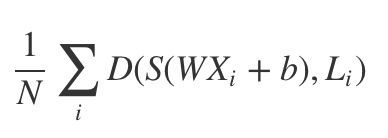 1/N ∑_i D(S(WX_i + b), L_i)